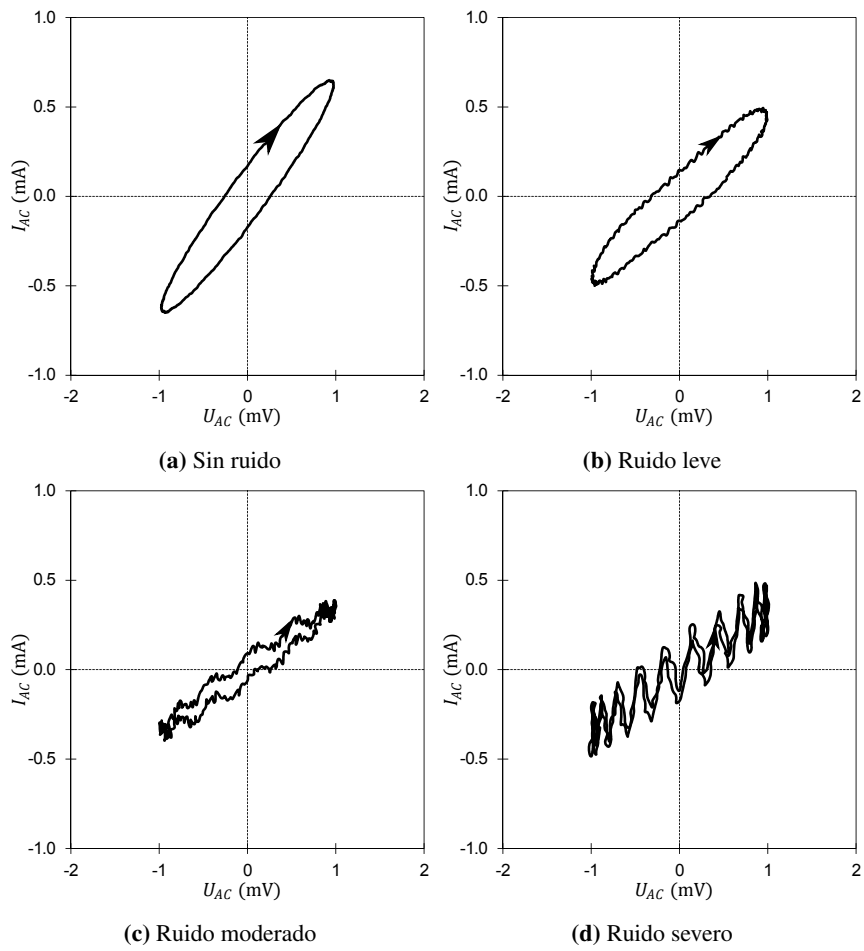 1.0
0.5
0.0
-0.5
-1.0
I_AC (mA)
-2 -1 0 1 2
U_AC (mV)
(a) Sin ruido
1.0
0.5
0.0
-0.5
-1.0
I_AC (mA)
-2 -1 0 1 2
U_AC (mV)
(b) Ruido leve
1.0
0.5
0.0
-0.5
-1.0
I_AC (mA)
-2 -1 0 1 2
U_AC (mV)
(c) Ruido moderado
1.0
0.5
0.0
-0.5
-1.0
I_AC (mA)
-2 -1 0 1 2
U_AC (mV)
(d) Ruido severo